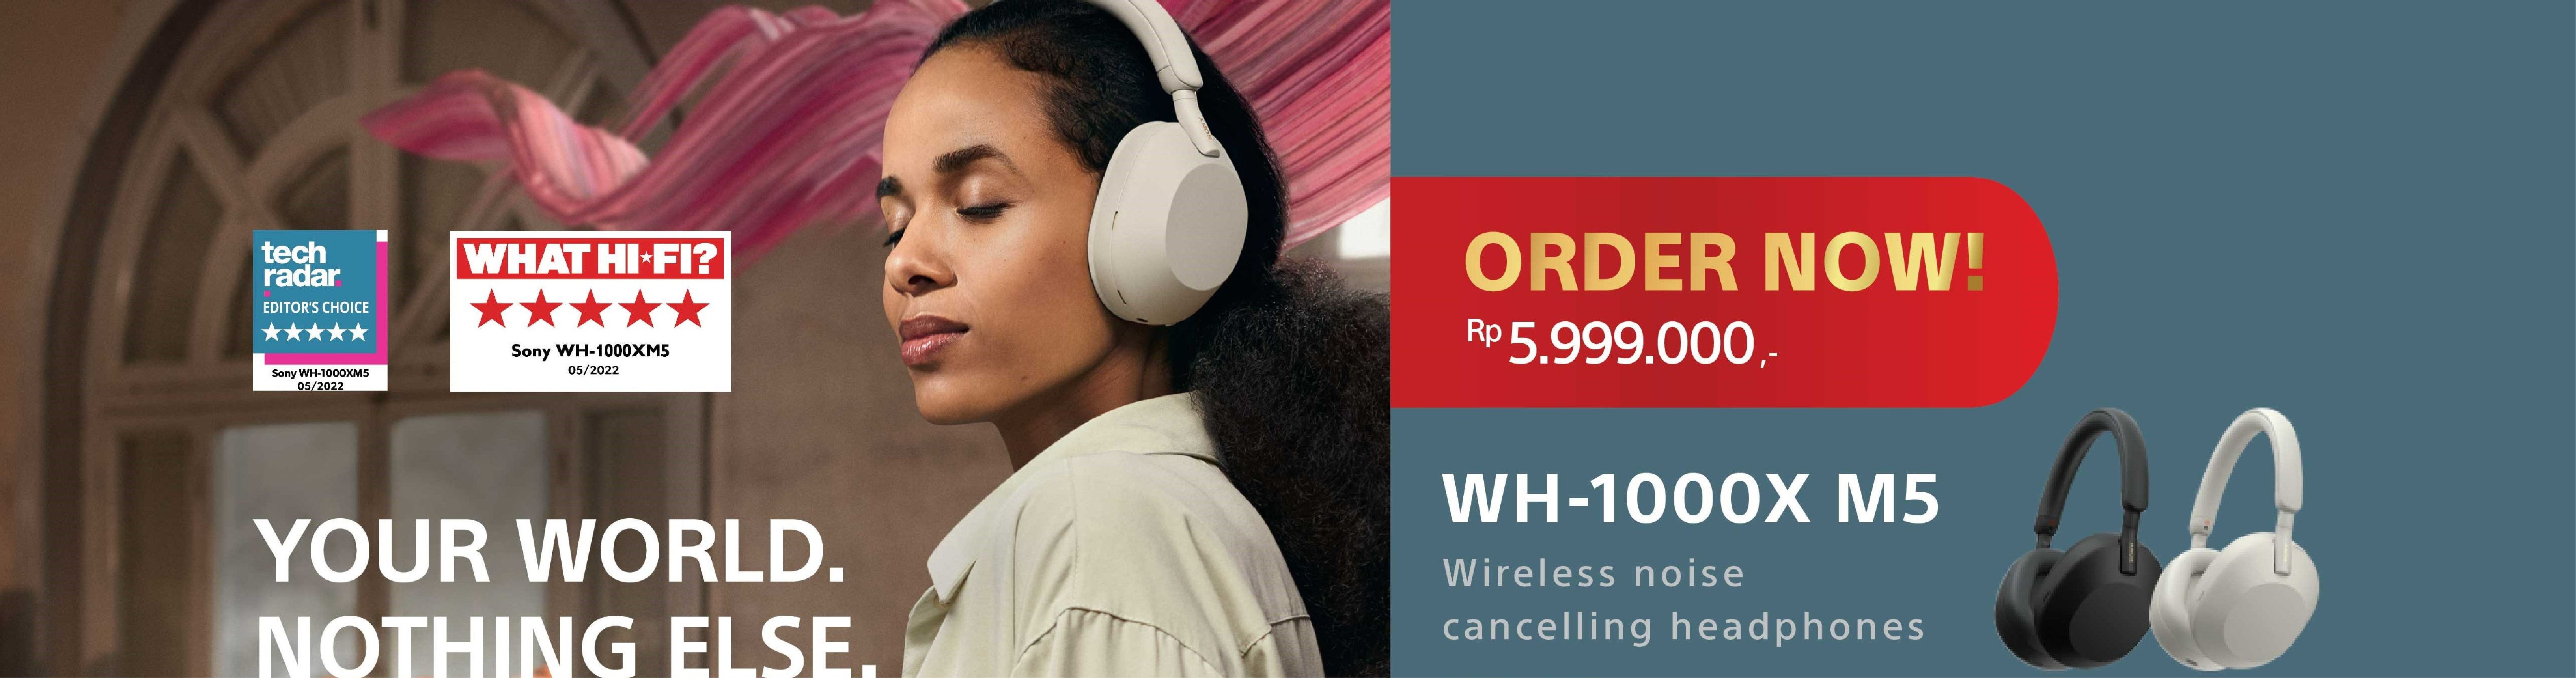 tech
radar.
EDITOR'S CHOICE
Sony WH-1000XM5
05/2022
WHAT HI★FI?
Sony WH-1000XM5
05/2022
YOUR WORLD.
NOTHING ELSE.
ORDER NOW!
Rp 5.999.000,-
WH-1000X M5
Wireless noise
cancelling headphones